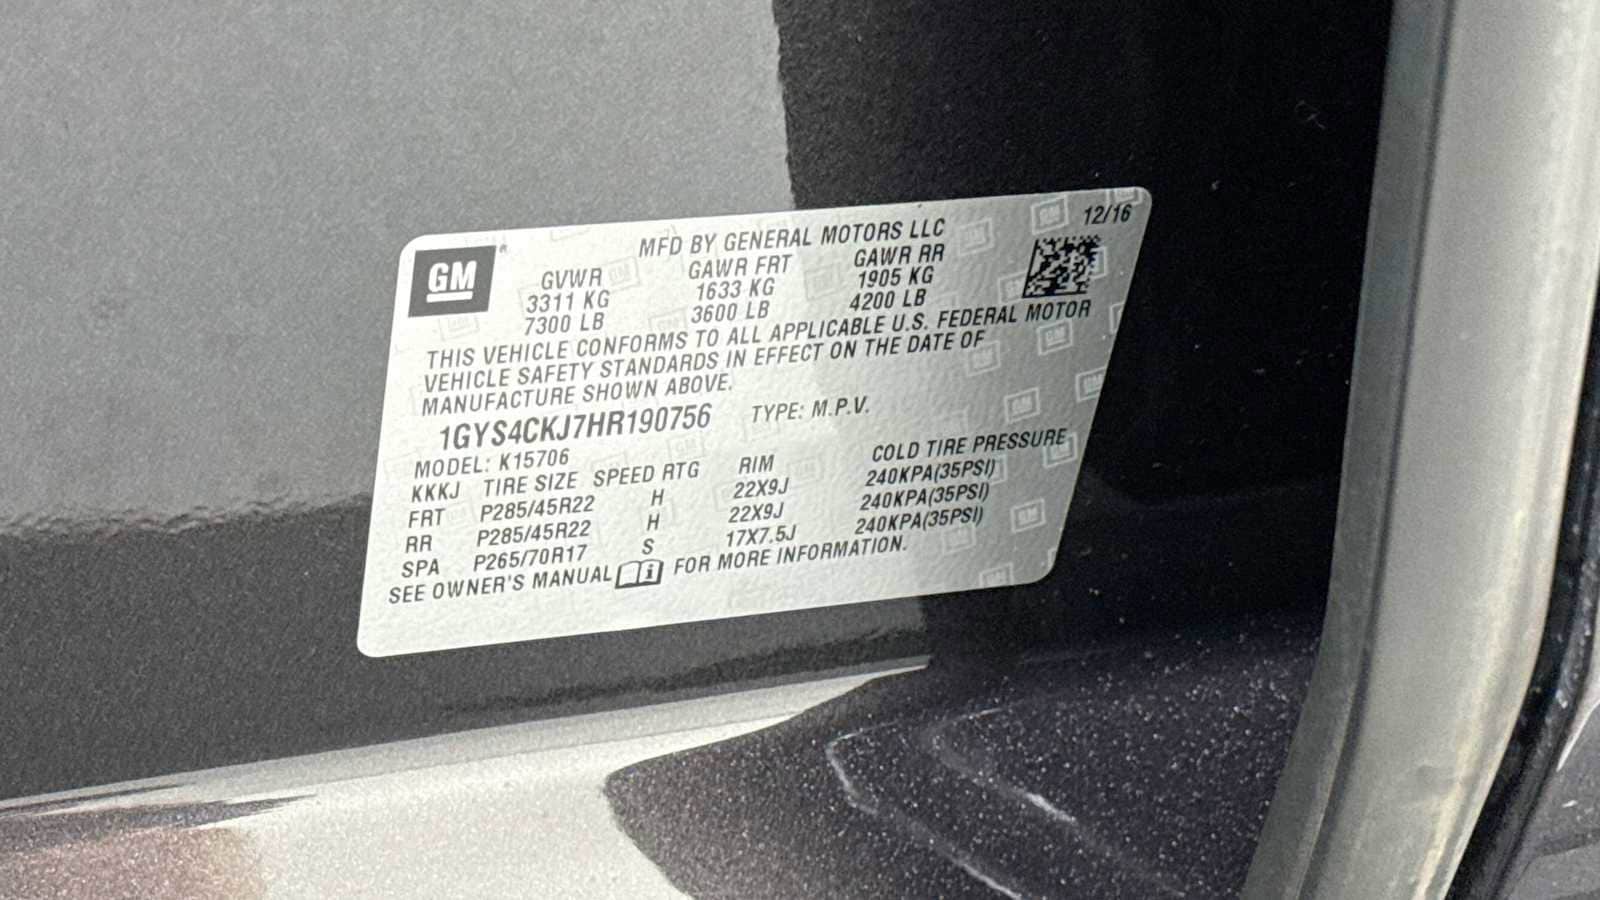 GM
12/16
MFD BY GENERAL MOTORS LLC
GVWR GAWR FRT GAWR RR
3311 KG 1633 KG 1905 KG
7300 LB 3600 LB 4200 LB
THIS VEHICLE CONFORMS TO ALL APPLICABLE U.S. FEDERAL MOTOR
VEHICLE SAFETY STANDARDS IN EFFECT ON THE DATE OF
MANUFACTURE SHOWN ABOVE.
1GYS4CKJ7HR190756 TYPE: M.P.V.
MODEL: K15706
KKKJ TIRE SIZE SPEED RTG RIM COLD TIRE PRESSURE
FRT P285/45R22 H 22X9J 240KPA(35PSI)
RR P285/45R22 H 22X9J 240KPA(35PSI)
SPA P265/70R17 S 17X7.5J 240KPA(35PSI)
SEE OWNER'S MANUAL i FOR MORE INFORMATION.